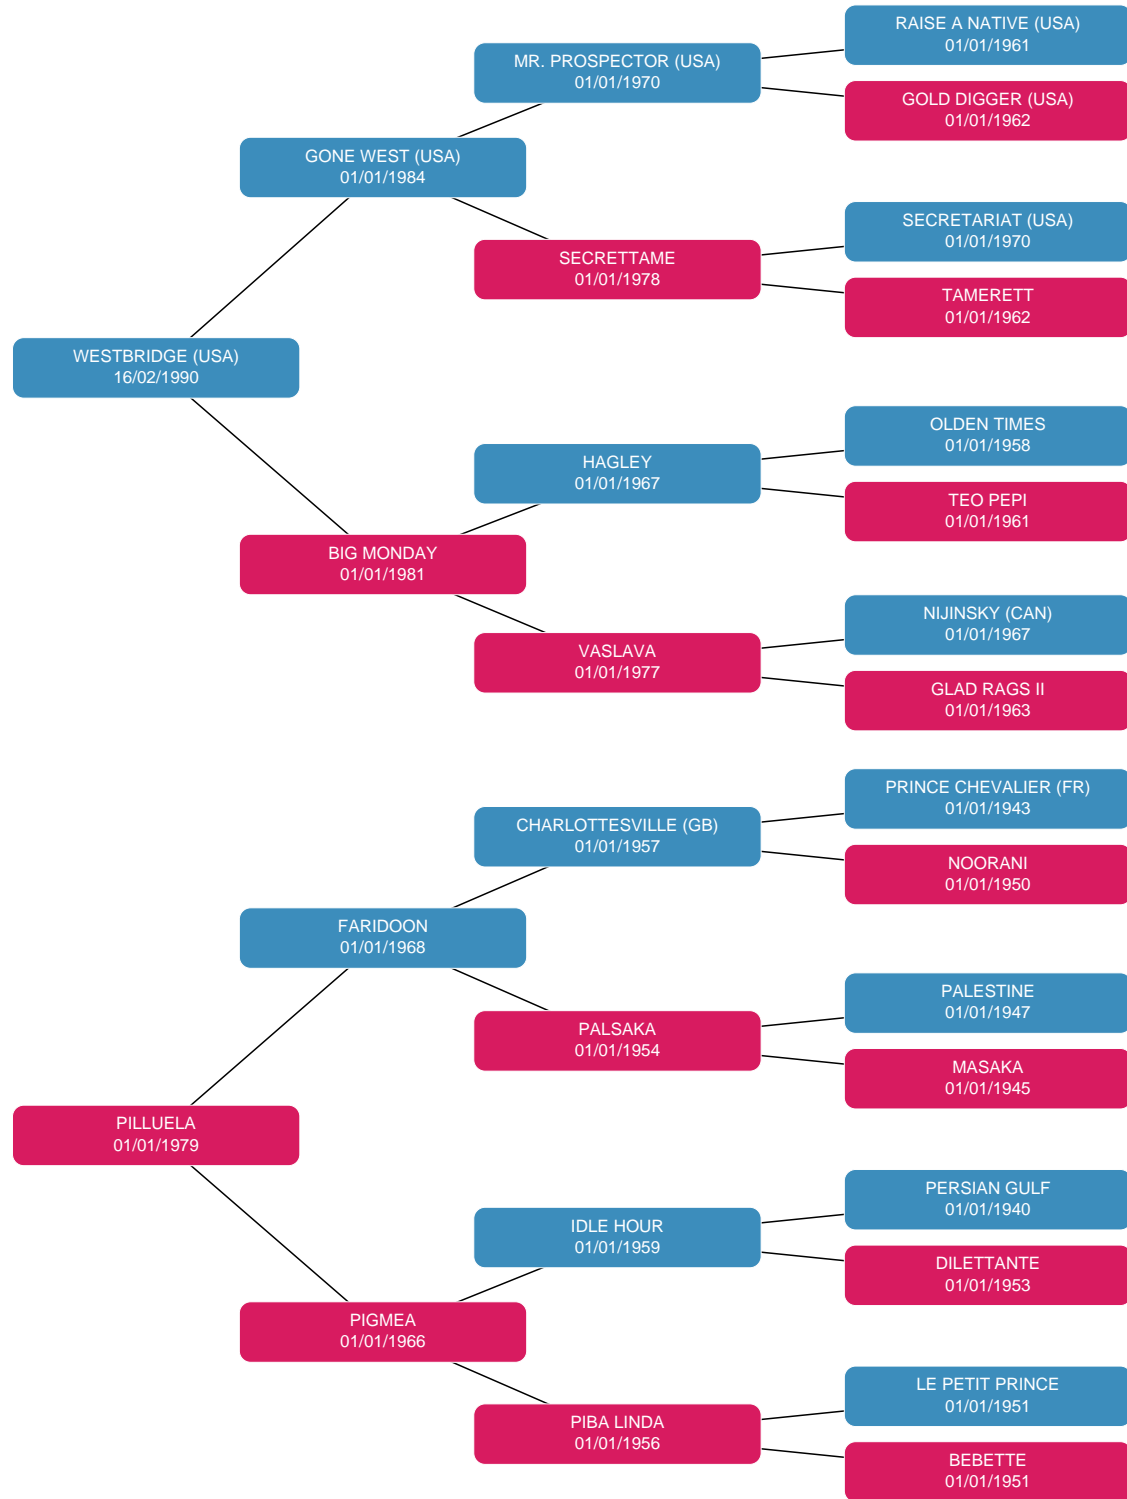 RAISE A NATIVE (USA)
01/01/1961
MR. PROSPECTOR (USA)
01/01/1970
GOLD DIGGER (USA)
01/01/1962
GONE WEST (USA)
01/01/1984
SECRETARIAT (USA)
01/01/1970
SECRETTAME
01/01/1978
TAMERETT
01/01/1962
WESTBRIDGE (USA)
16/02/1990
OLDEN TIMES
01/01/1958
HAGLEY
01/01/1967
TEO PEPI
01/01/1961
BIG MONDAY
01/01/1981
NIJINSKY (CAN)
01/01/1967
VASLAVA
01/01/1977
GLAD RAGS II
01/01/1963
PRINCE CHEVALIER (FR)
01/01/1943
CHARLOTTESVILLE (GB)
01/01/1957
NOORANI
01/01/1950
FARIDOON
01/01/1968
PALESTINE
01/01/1947
PALSAKA
01/01/1954
MASAKA
01/01/1945
PILLUELA
01/01/1979
PERSIAN GULF
01/01/1940
IDLE HOUR
01/01/1959
DILETTANTE
01/01/1953
PIGMEA
01/01/1966
LE PETIT PRINCE
01/01/1951
PIBA LINDA
01/01/1956
BEBETTE
01/01/1951